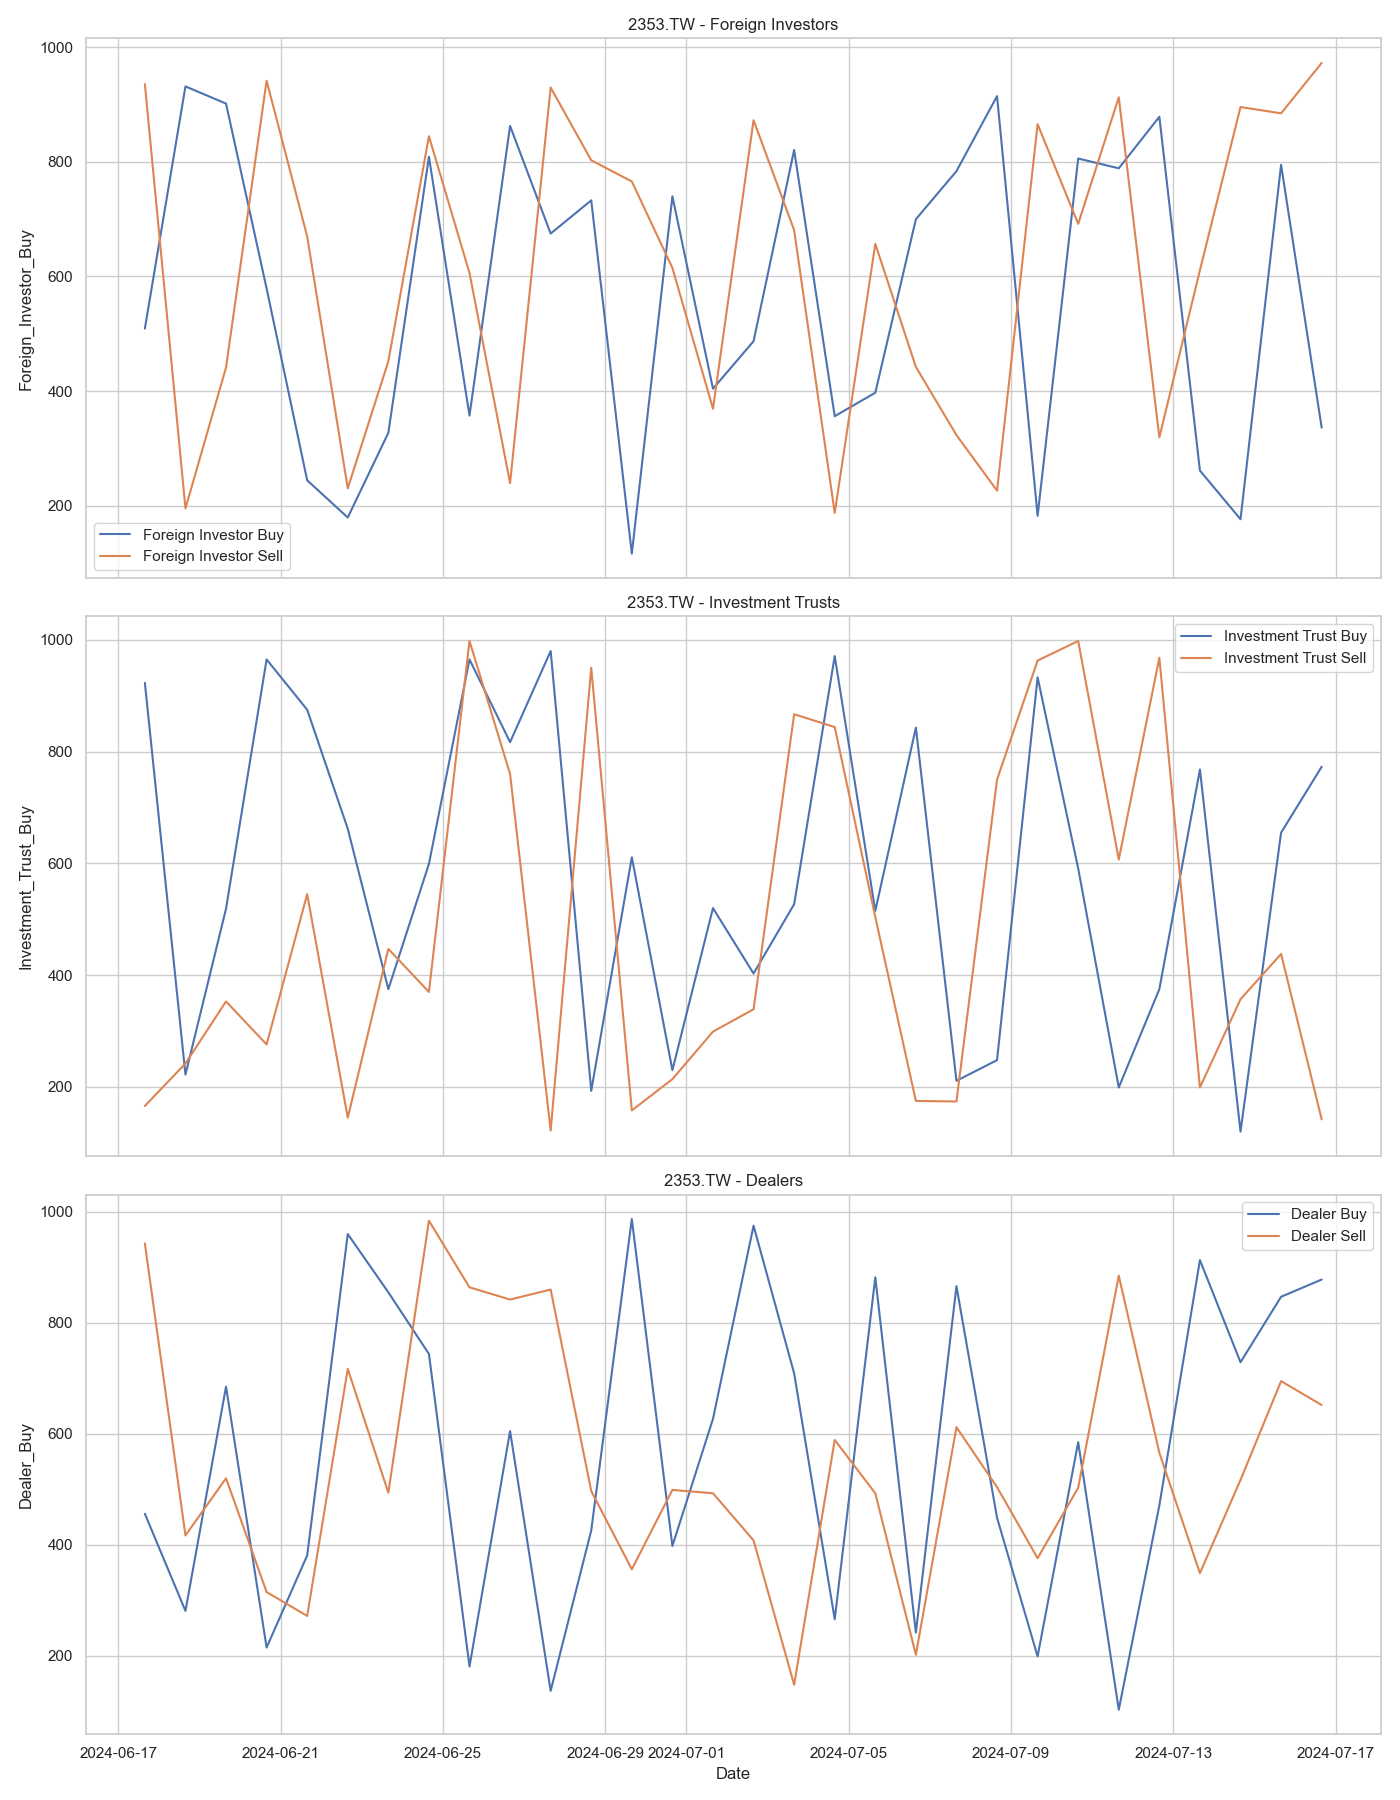 2353.TW - Foreign Investors
1000
800
600
400
200
Foreign_Investor_Buy
Foreign Investor Buy
Foreign Investor Sell
2353.TW - Investment Trusts
1000
800
600
400
200
Investment_Trust_Buy
Investment Trust Buy
Investment Trust Sell
2353.TW - Dealers
1000
800
600
400
200
Dealer_Buy
Dealer Buy
Dealer Sell
2024-06-17 2024-06-21 2024-06-25 2024-06-29 2024-07-01 2024-07-05 2024-07-09 2024-07-13 2024-07-17
Date